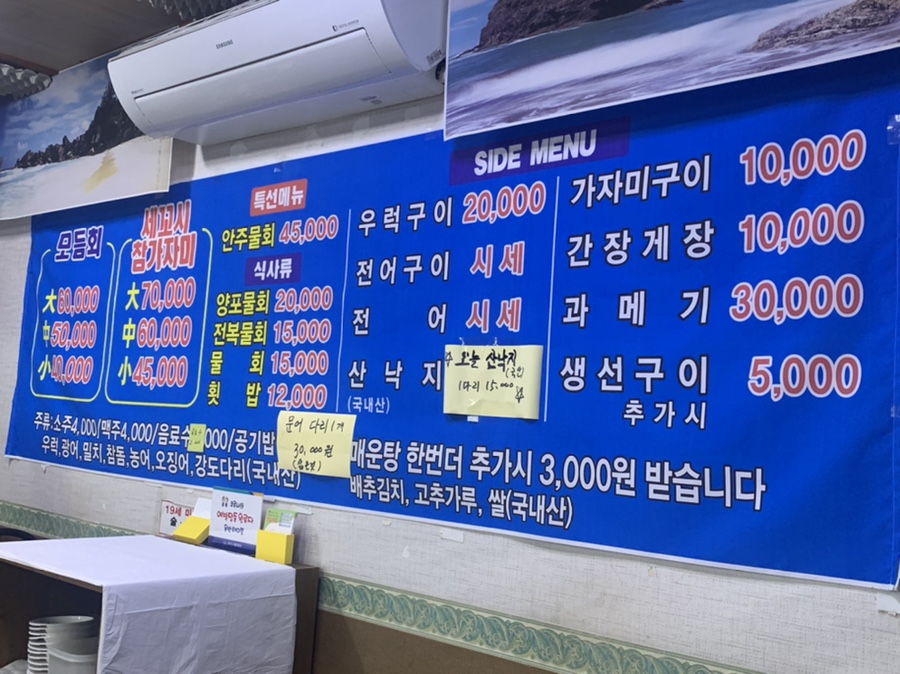 SAMSUNG
모듬회
大 80,000
中 50,000
小 40,000
세꼬시
참가자미
大 70,000
中 60,000
小 45,000
특선메뉴
안주물회 45,000
식사류
양포물회 20,000
전복물회 15,000
물회 15,000
횟밥 12,000
SIDE MENU
우럭구이 20,000
전어구이 시세
전어 시세
산낙지
(국내산)
오늘 산낙지
1마리 15.000
가자미구이 10,000
간장게장 10,000
과메기 30,000
생선구이 5,000
추가시
주류:소주4,000/맥주4,000/음료수 000/공기밥
우럭,광어,밀치,참돔,농어,오징어,강도다리(국내산)
문어 다리 1개
30,000원
매운탕 한번더 추가시 3,000원 받습니다
배추김치, 고추가루, 쌀(국내산)
19세 미